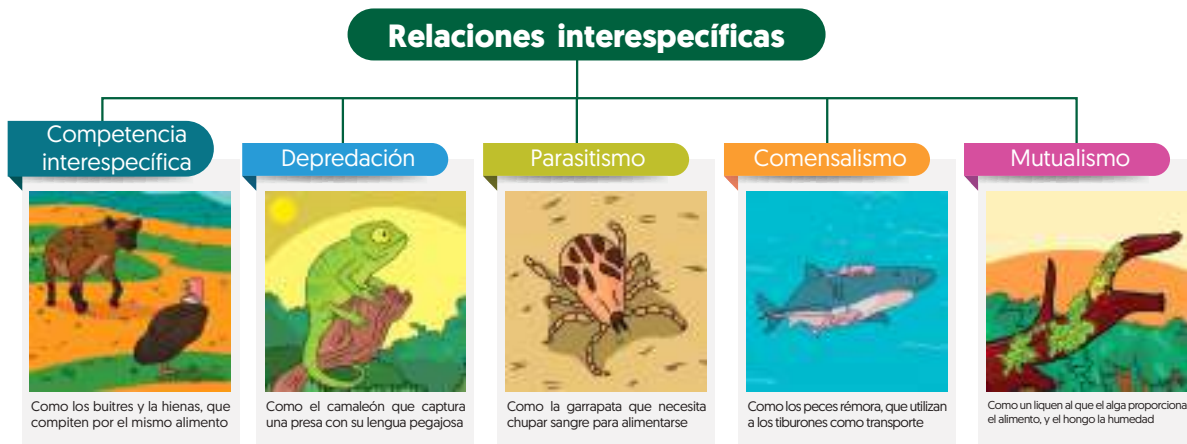 Relaciones interespecíficas
Competencia
interespecífica
Depredación
Parasitismo
Comensalismo
Mutualismo
Como los buitres y la hienas, que
compiten por el mismo alimento
Como el camaleón que captura
una presa con su lengua pegajosa
Como la garrapata que necesita
chupar sangre para alimentarse
Como los peces rémora, que utilizan
a los tiburones como transporte
Como un liquen al que el alga proporciona
el alimento, y el hongo la humedad